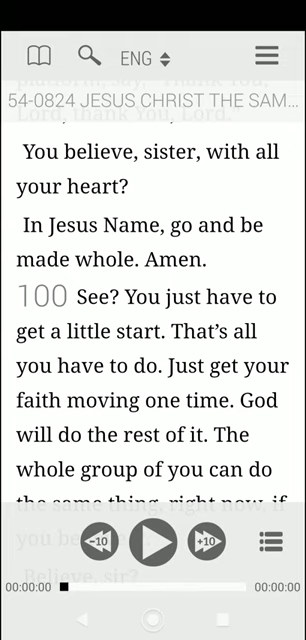 ENG
54-0824 JESUS CHRIST THE SAM...
Lord, thank You, Lord.
You believe, sister, with all
your heart?
In Jesus Name, go and be
made whole. Amen.
100 See? You just have to
get a little start. That’s all
you have to do. Just get your
faith moving one time. God
will do the rest of it. The
whole group of you can do
the same thing, right now, if
you be
Believe, sir?
-10
+10
00:00:00
00:00:00